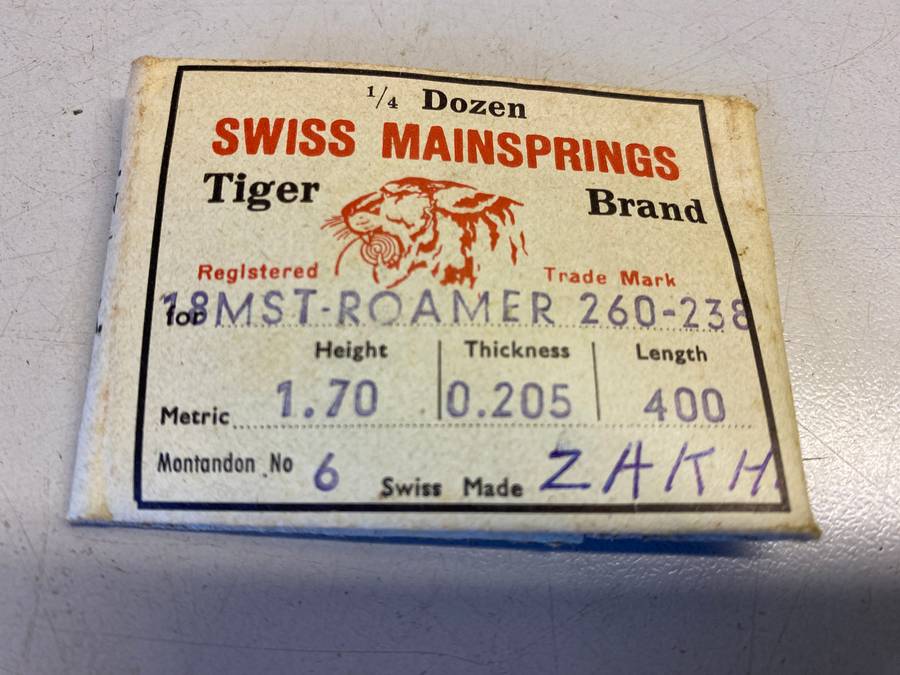 1/4 Dozen
SWISS MAINSPRINGS
Tiger Brand
Registered Trade Mark
for 18MST-ROAMER 260-238
Height Thickness Length
Metric 1.70 0.205 400
Montandon No 6 Swiss Made ZAKH